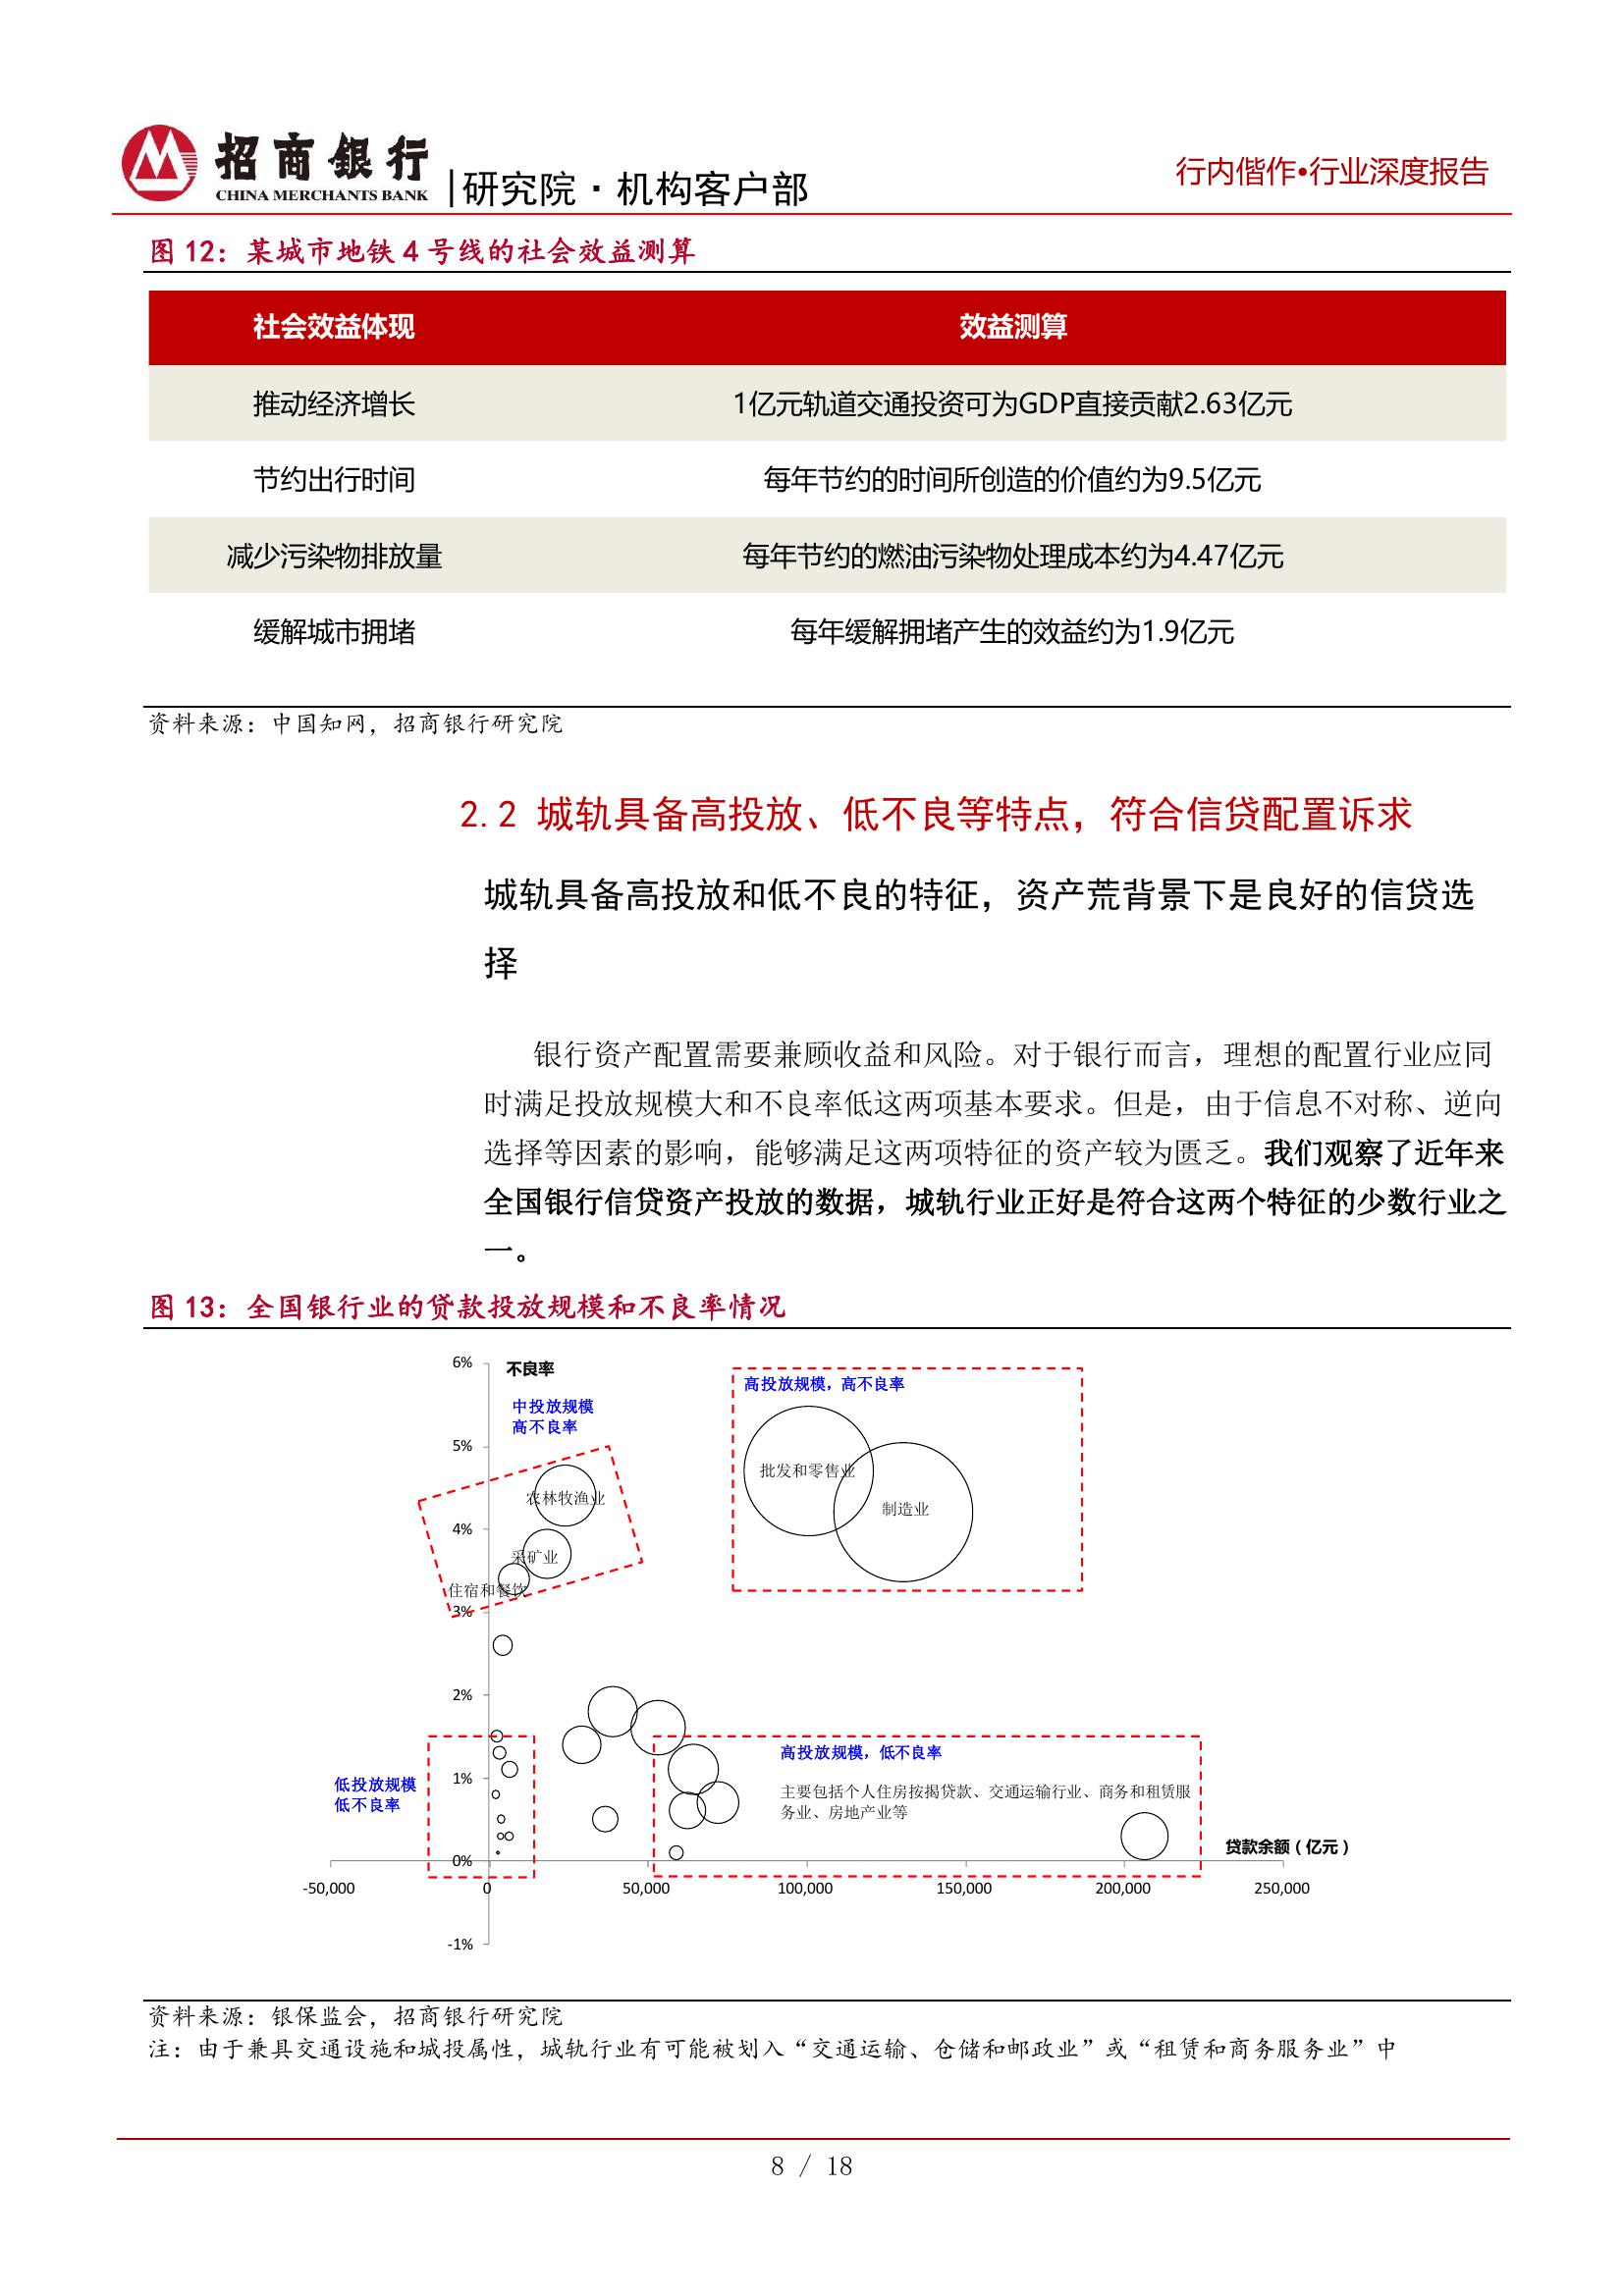 招商银行
CHINA MERCHANTS BANK
|研究院·机构客户部
行内偕作•行业深度报告
图 12：某城市地铁 4 号线的社会效益测算
社会效益体现 效益测算
推动经济增长 1亿元轨道交通投资可为GDP直接贡献2.63亿元
节约出行时间 每年节约的时间所创造的价值约为9.5亿元
减少污染物排放量 每年节约的燃油污染物处理成本约为4.47亿元
缓解城市拥堵 每年缓解拥堵产生的效益约为1.9亿元
资料来源：中国知网，招商银行研究院
2.2 城轨具备高投放、低不良等特点，符合信贷配置诉求
城轨具备高投放和低不良的特征，资产荒背景下是良好的信贷选
择
银行资产配置需要兼顾收益和风险。对于银行而言，理想的配置行业应同
时满足投放规模大和不良率低这两项基本要求。但是，由于信息不对称、逆向
选择等因素的影响，能够满足这两项特征的资产较为匮乏。我们观察了近年来
全国银行信贷资产投放的数据，城轨行业正好是符合这两个特征的少数行业之
一。
图 13：全国银行业的贷款投放规模和不良率情况
6%
不良率
高投放规模，高不良率
中投放规模
高不良率
5%
批发和零售业
农林牧渔业
制造业
4%
采矿业
住宿和餐饮
3%
2%
高投放规模，低不良率
低投放规模
低不良率
1%
主要包括个人住房按揭贷款、交通运输行业、商务和租赁服
务业、房地产业等
贷款余额（亿元）
0%
-50,000 0 50,000 100,000 150,000 200,000 250,000
-1%
资料来源：银保监会，招商银行研究院
注：由于兼具交通设施和城投属性，城轨行业有可能被划入“交通运输、仓储和邮政业”或“租赁和商务服务业”中
8 / 18